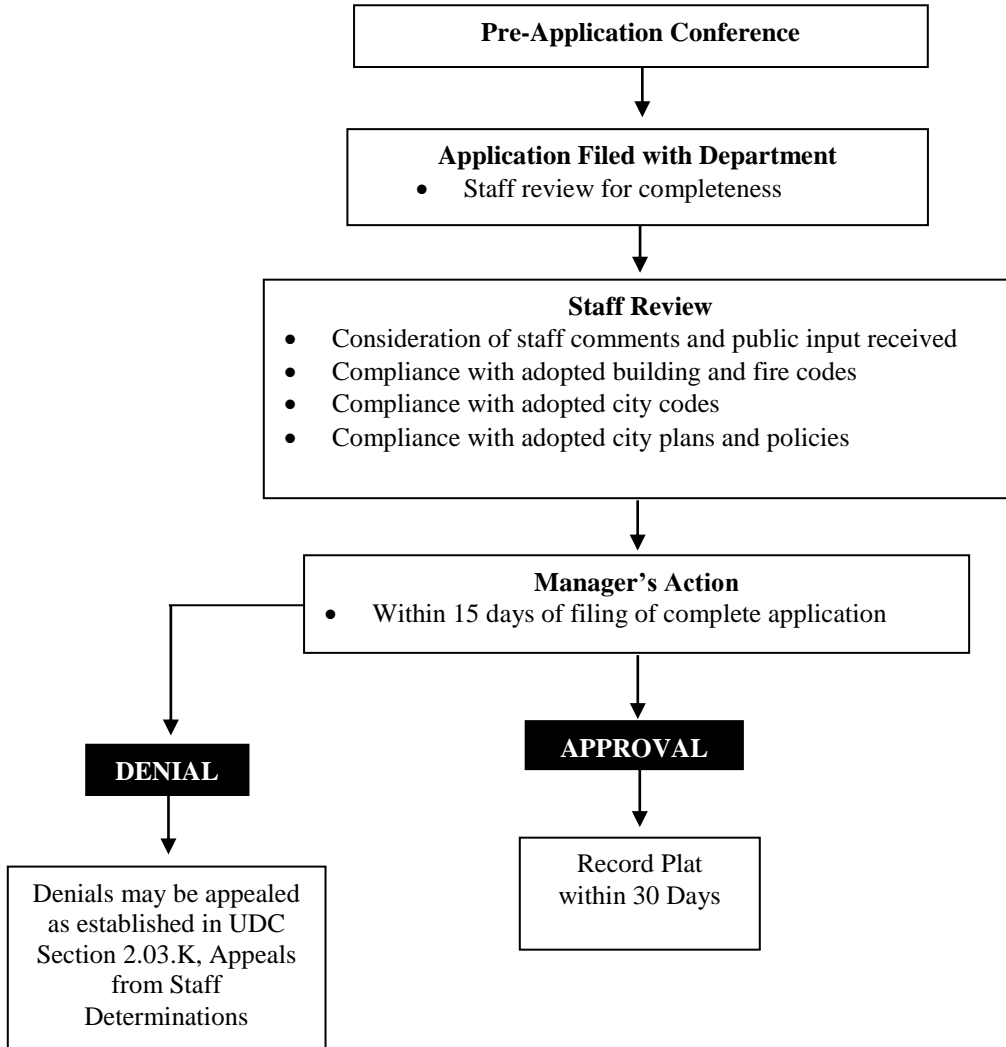 Pre-Application Conference
Application Filed with Department
• Staff review for completeness
Staff Review
• Consideration of staff comments and public input received
• Compliance with adopted building and fire codes
• Compliance with adopted city codes
• Compliance with adopted city plans and policies
Manager’s Action
• Within 15 days of filing of complete application
DENIAL
APPROVAL
Denials may be appealed
as established in UDC
Section 2.03.K, Appeals
from Staff
Determinations
Record Plat
within 30 Days